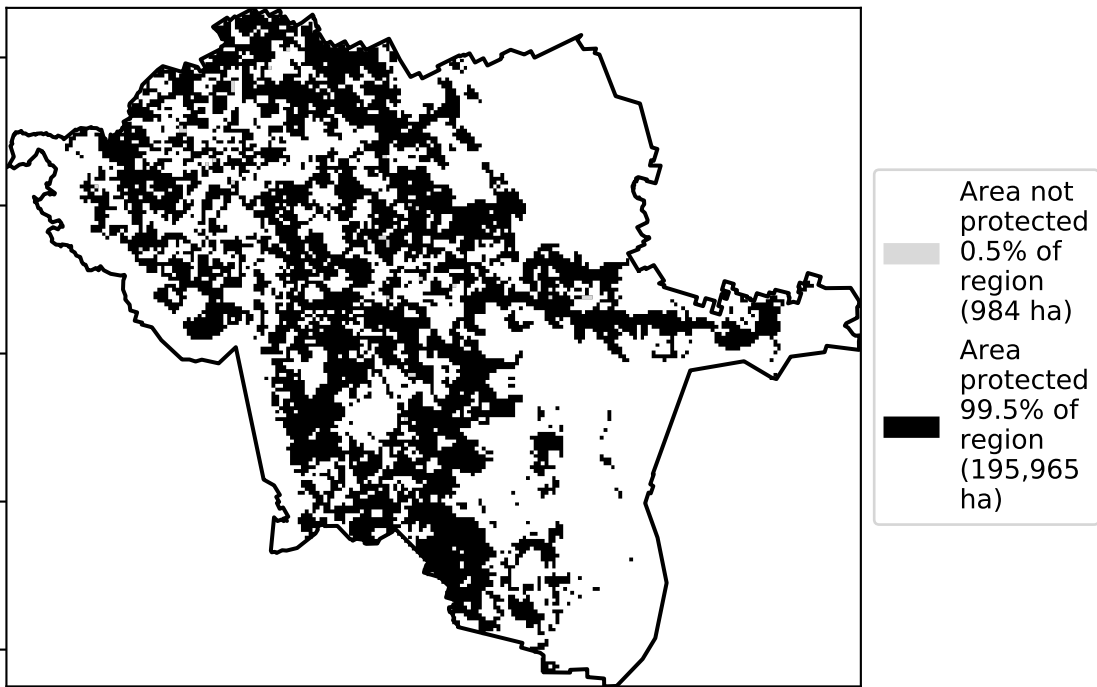 Area not
protected
0.5% of
region
(984 ha)
Area
protected
99.5% of
region
(195,965
ha)